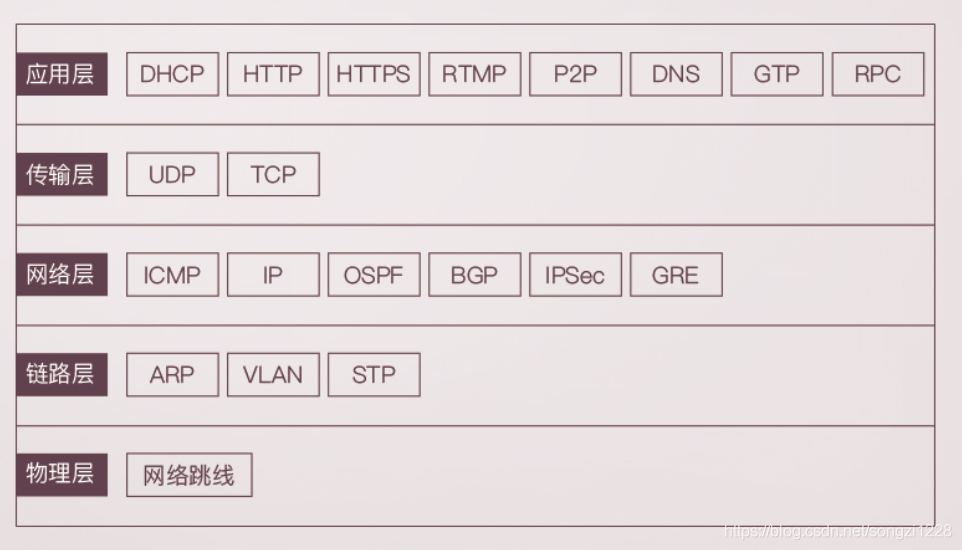 应用层 DHCP HTTP HTTPS RTMP P2P DNS GTP RPC
传输层 UDP TCP
网络层 ICMP IP OSPF BGP IPSec GRE
链路层 ARP VLAN STP
物理层 网络跳线
https://blog.csdn.net/songzi1228